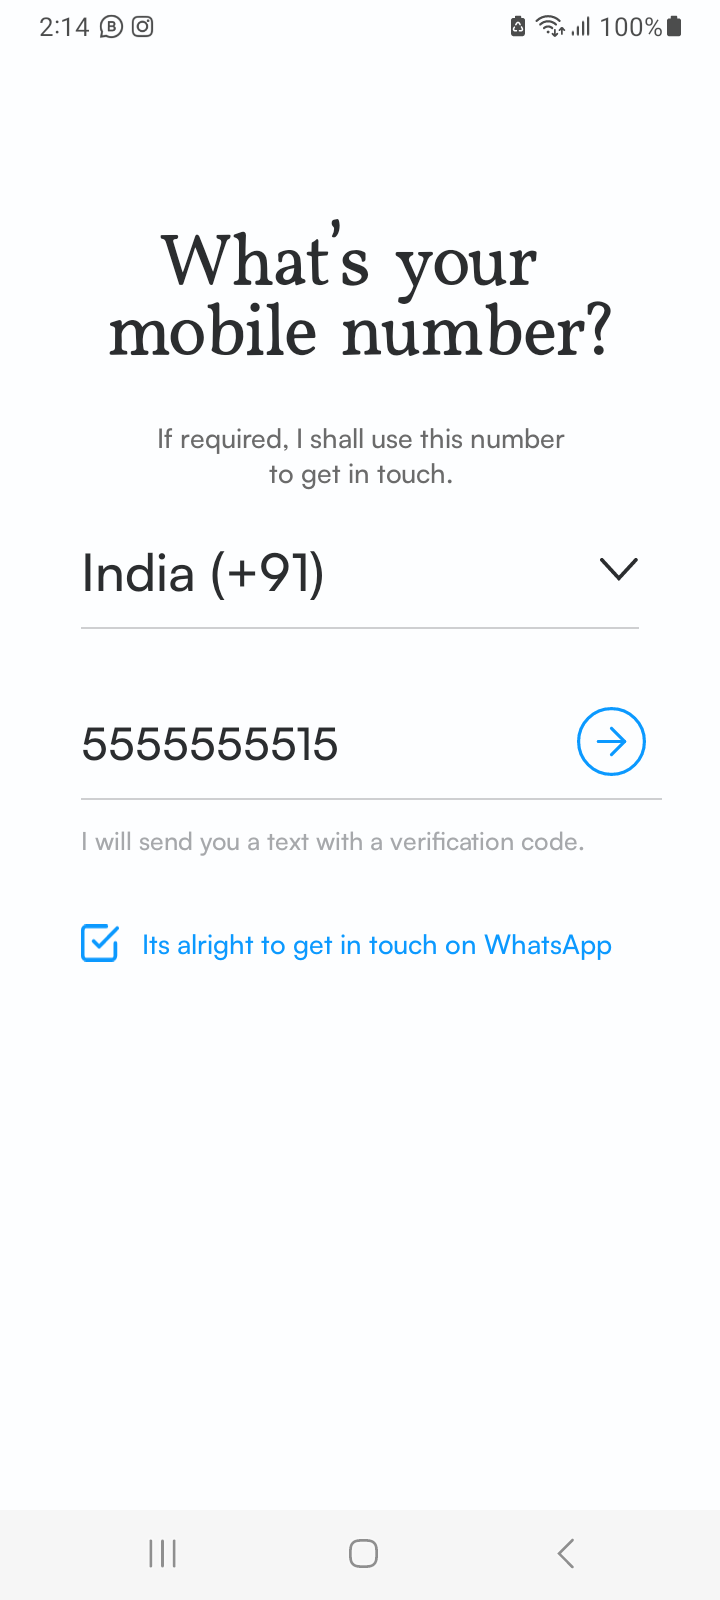 2:14
100%
What's your
mobile number?
If required, I shall use this number
to get in touch.
India (+91)
5555555515
I will send you a text with a verification code.
Its alright to get in touch on WhatsApp